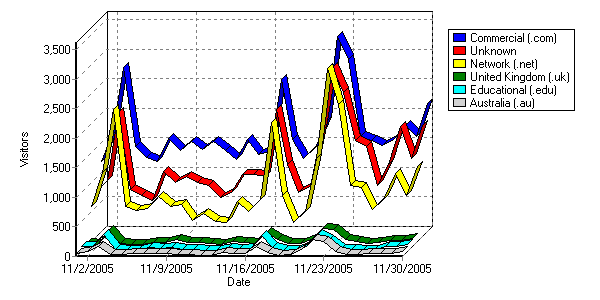 3,500
3,000
2,500
2,000
1,500
1,000
500
0
Visitors
11/2/2005
11/9/2005
11/16/2005
11/23/2005
11/30/2005
Date
Commercial (.com)
Unknown
Network (.net)
United Kingdom (.uk)
Educational (.edu)
Australia (.au)